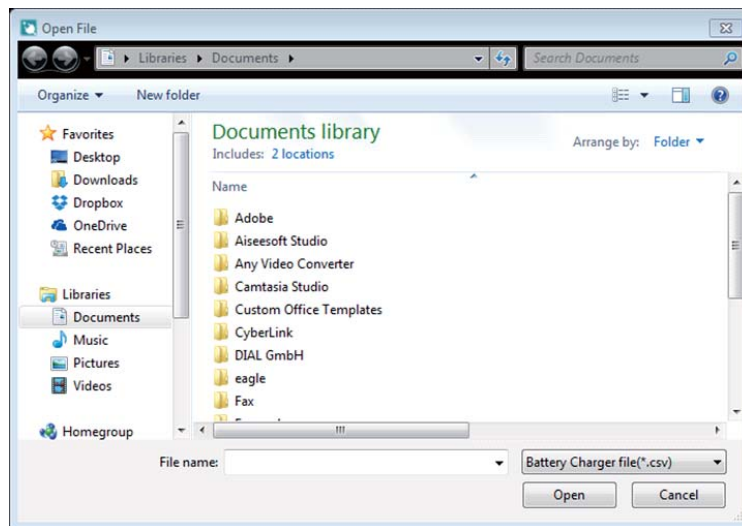 Open File
Libraries Documents
Search Documents
Organize
New folder
Favorites
Desktop
Downloads
Dropbox
OneDrive
Recent Places
Libraries
Documents
Music
Pictures
Videos
Homegroup
Documents library
Includes: 2 locations
Arrange by: Folder
Name
Adobe
Aiseesoft Studio
Any Video Converter
Camtasia Studio
Custom Office Templates
CyberLink
DIAL GmbH
eagle
Fax
File name:
Battery Charger file(*.csv)
Open
Cancel